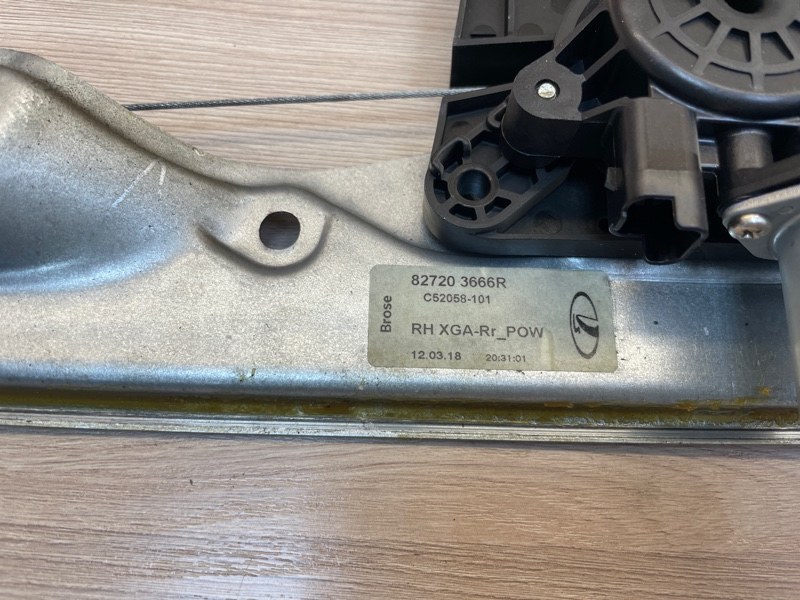 82720 3666R
C52058-101
Brose
RH XGA-Rr_POW
12.03.18 20:31:01